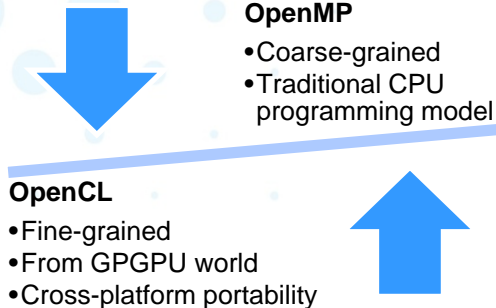 OpenMP
•Coarse-grained
•Traditional CPU
programming model
OpenCL
•Fine-grained
•From GPGPU world
•Cross-platform portability